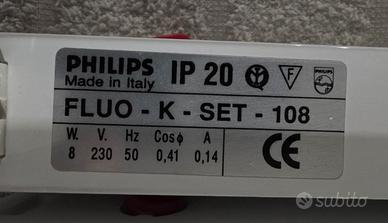 PHILIPS IP 20 F PHILIPS
Made in Italy
FLUO - K - SET - 108
W. V. Hz Cosφ A
8 230 50 0,41 0,14
CE
subito